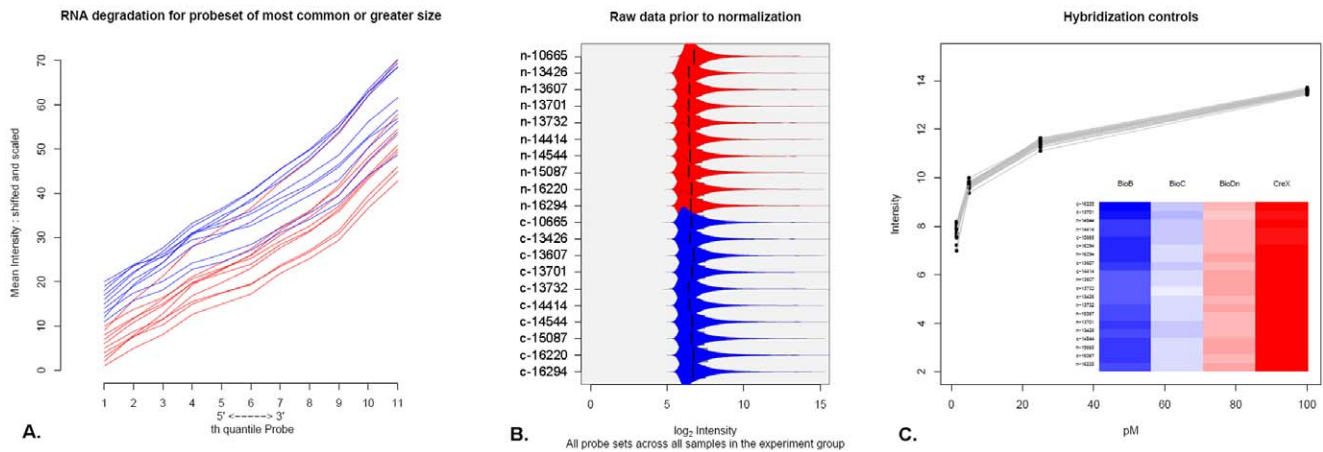 RNA degradation for probeset of most common or greater size
70
60
50
40
30
20
10
0
Mean Intensity : shifted and scaled
1 2 3 4 5 6 7 8 9 10 11
5' <-----> 3'
th quantile Probe
A.
Raw data prior to normalization
n-10665
n-13426
n-13607
n-13701
n-13732
n-14414
n-14544
n-15087
n-16220
n-16294
c-10665
c-13426
c-13607
c-13701
c-13732
c-14414
c-14544
c-15087
c-16220
c-16294
0 5 10 15
log2 Intensity
All probe sets across all samples in the experiment group
B.
Hybridization controls
14
12
10
8
6
4
2
Intensity
BioB BioC BioDn CreX
0 20 40 60 80 100
pM
C.